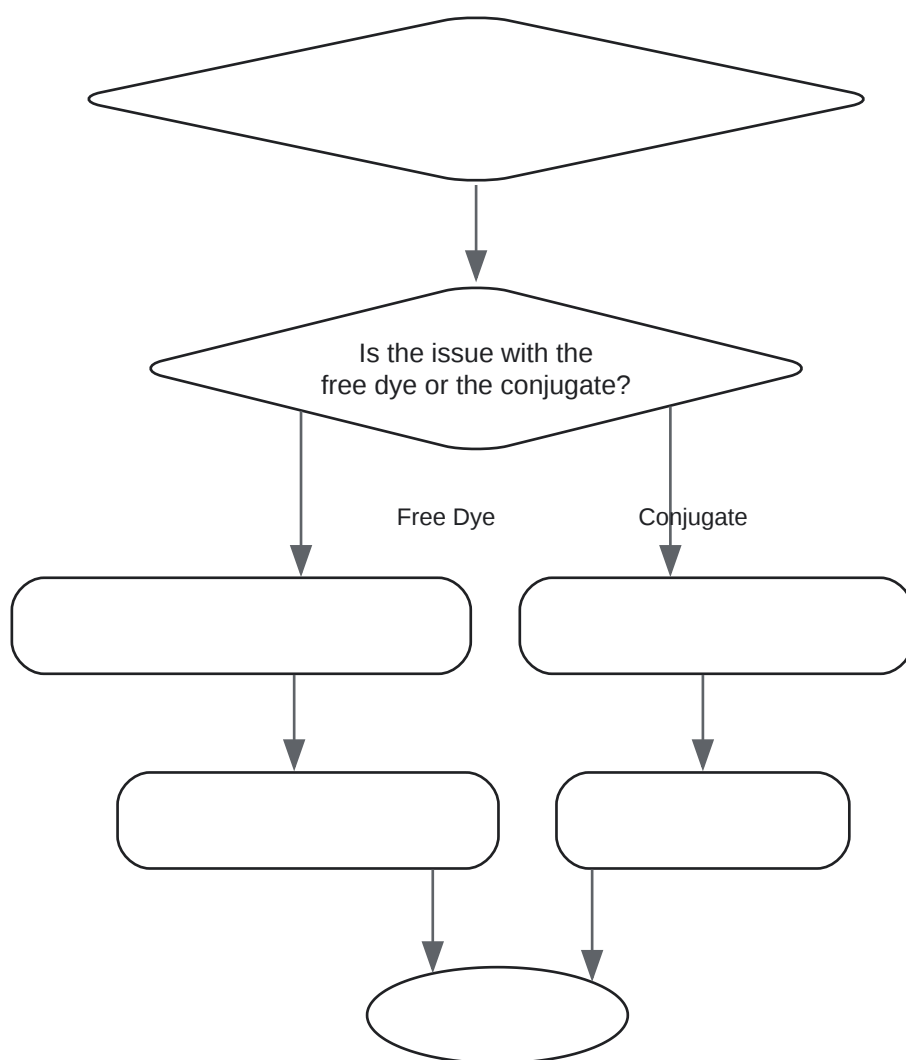 Is the issue with the
free dye or the conjugate?
Free Dye
Conjugate